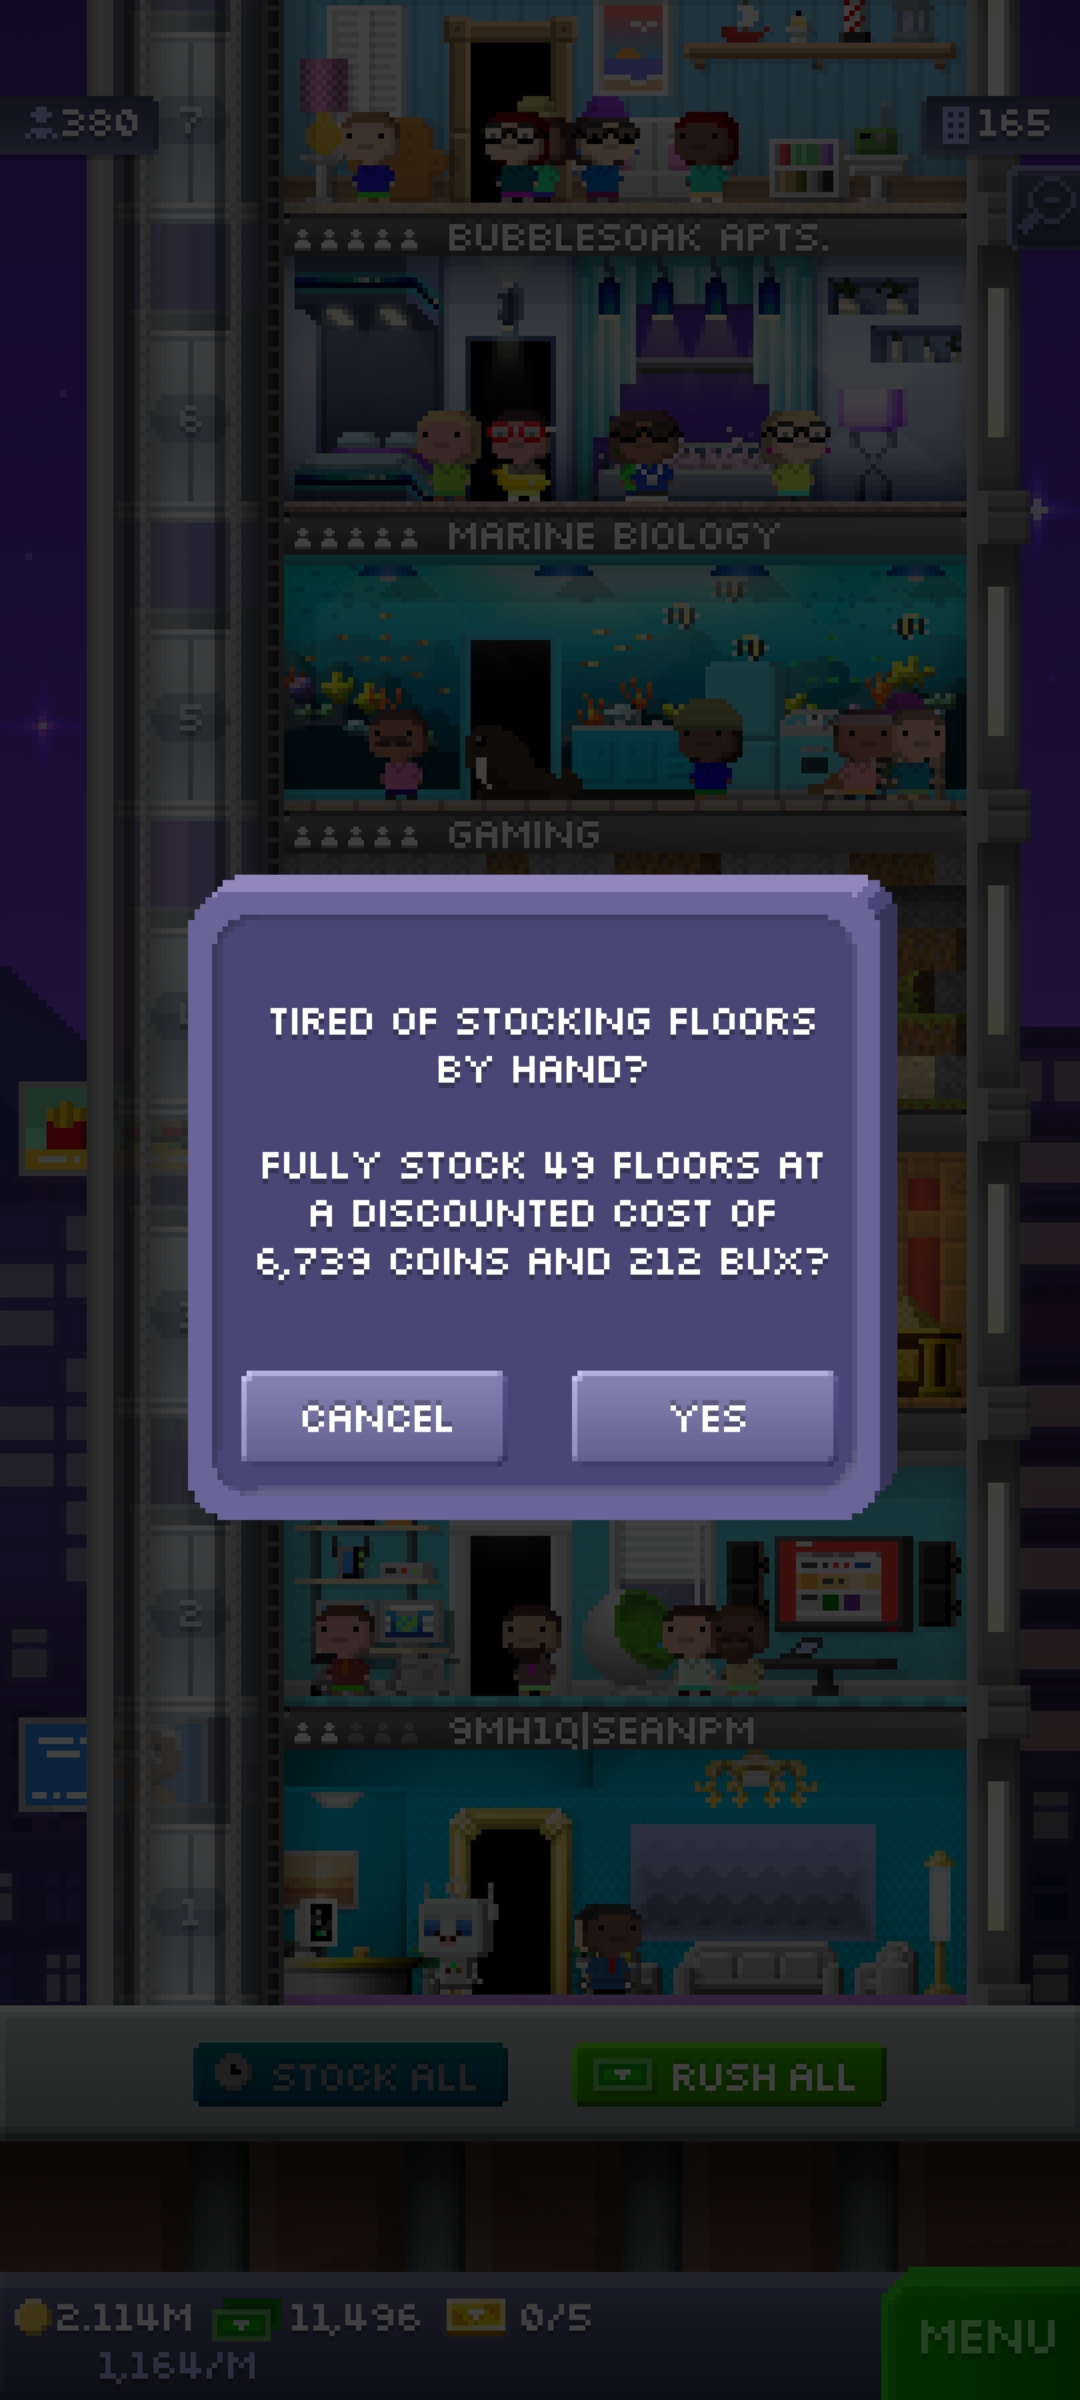 380
7
165
BUBBLESOAK APTS.
6
MARINE BIOLOGY
5
GAMING
TIRED OF STOCKING FLOORS
BY HAND?
FULLY STOCK 49 FLOORS AT
A DISCOUNTED COST OF
6,739 COINS AND 212 BUX?
CANCEL
YES
2
9MH1Q|SEANPM
1
STOCK ALL
RUSH ALL
2.114M
11,496
0/5
1,164/M
MENU